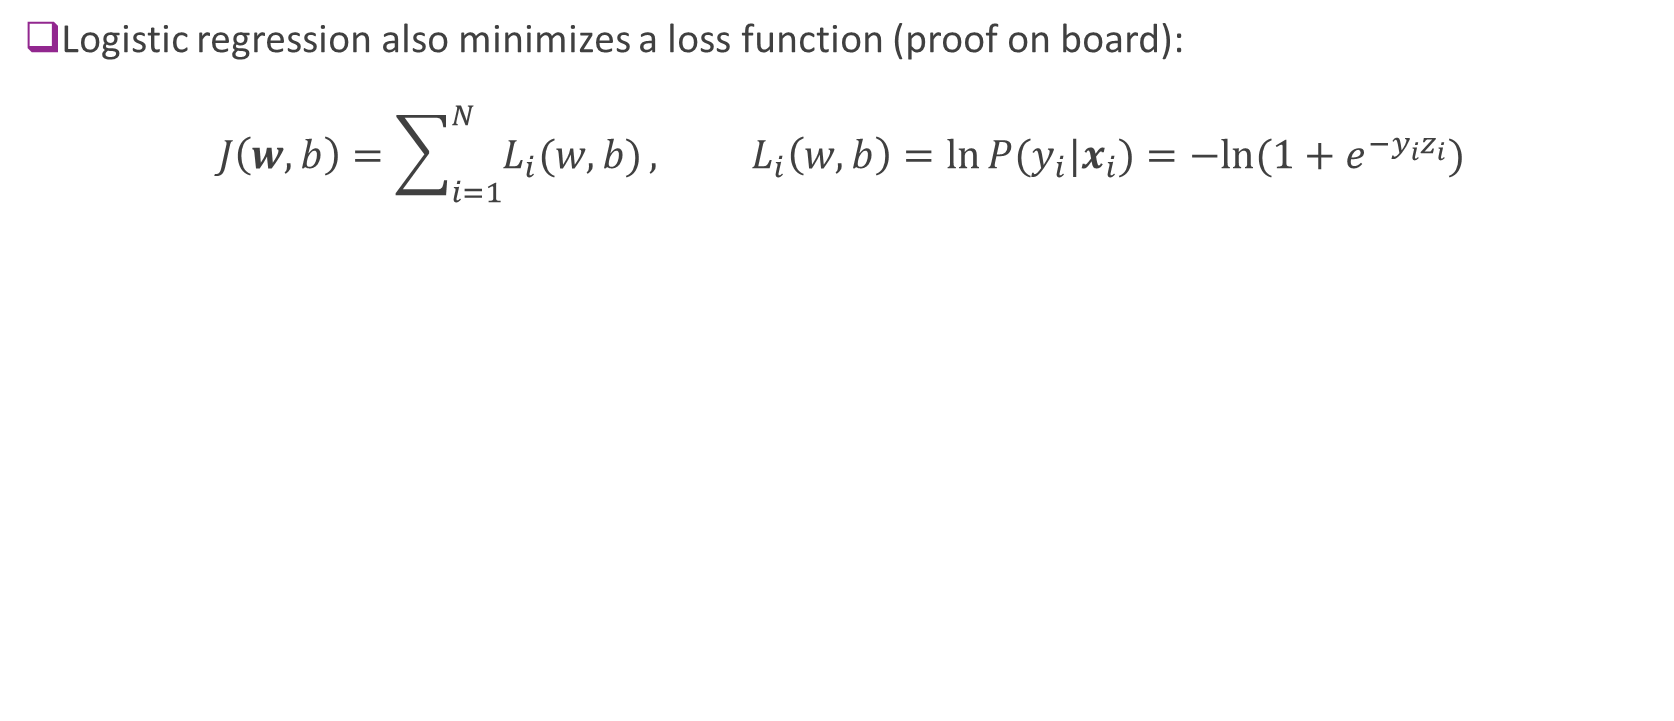 ❑Logistic regression also minimizes a loss function (proof on board):
J(𝒘, b) = ∑_{i=1}^{N} L_i(w, b), L_i(w, b) = ln P(y_i|𝒙_i) = −ln(1 + e^{−y_i z_i})